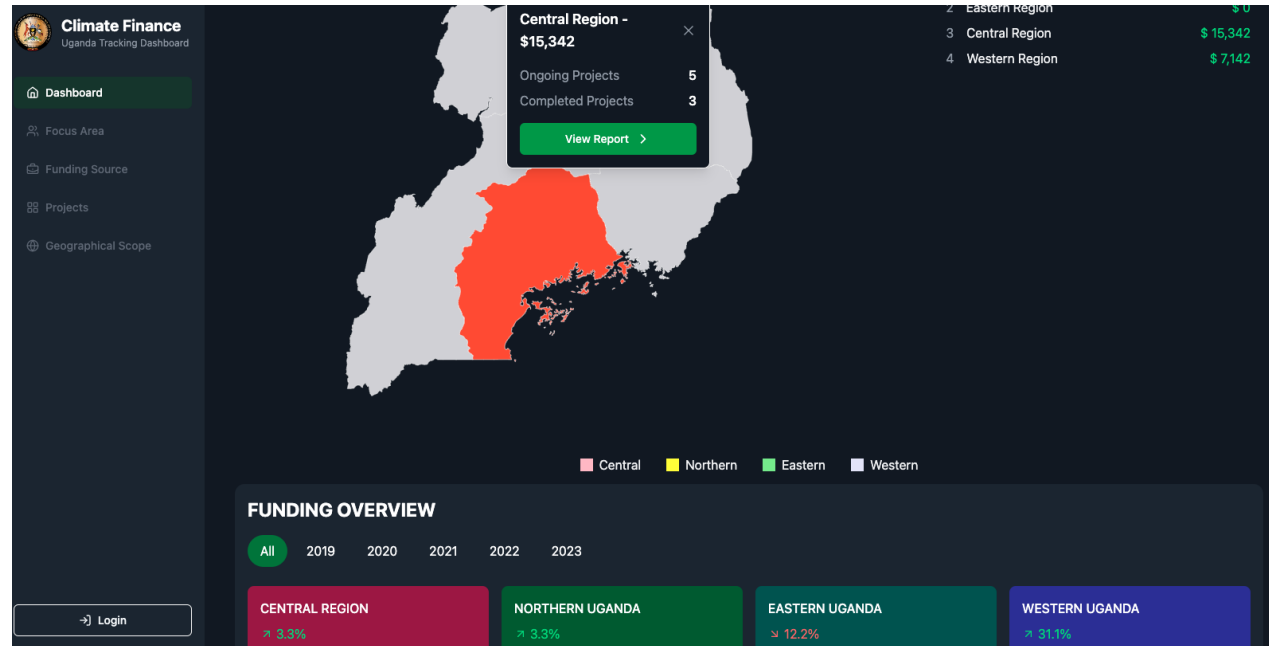 Climate Finance
Uganda Tracking Dashboard
Dashboard
Focus Area
Funding Source
Projects
Geographical Scope
Login
Central Region -
$15,342
Ongoing Projects 5
Completed Projects 3
View Report
2 Eastern Region $ 0
3 Central Region $ 15,342
4 Western Region $ 7,142
Central Northern Eastern Western
FUNDING OVERVIEW
All 2019 2020 2021 2022 2023
CENTRAL REGION
3.3%
NORTHERN UGANDA
3.3%
EASTERN UGANDA
12.2%
WESTERN UGANDA
31.1%